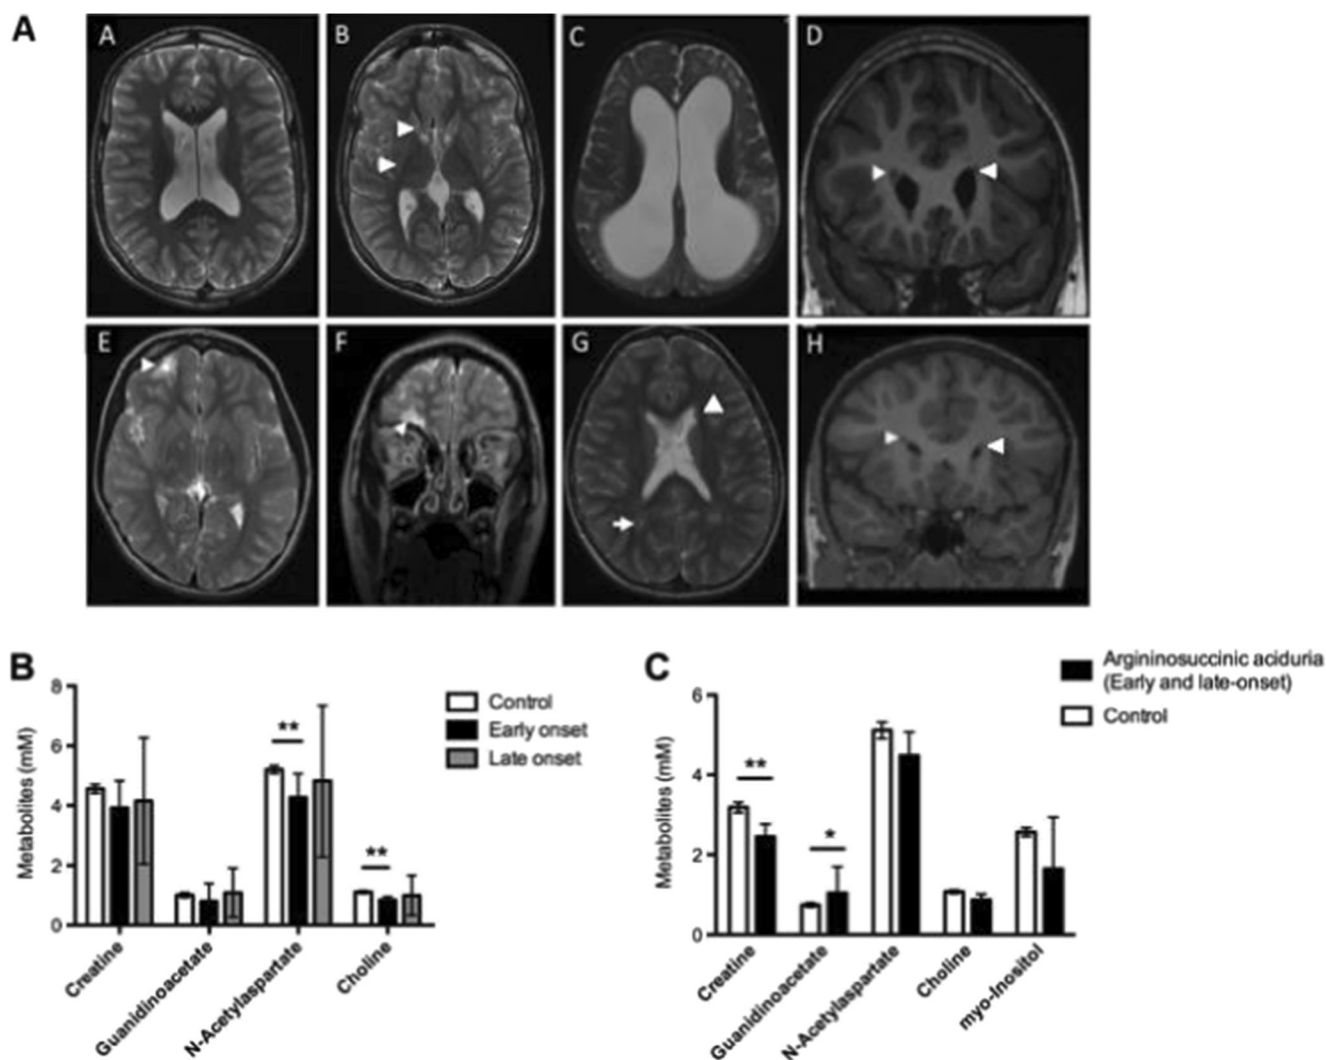 A
A
B
C
D
E
F
G
H
B
Metabolites (mM)
8
6
4
2
0
**
**
Control
Early onset
Late onset
Creatine
Guanidinoacetate
N-Acetylaspartate
Choline
C
Metabolites (mM)
6
4
2
0
**
*
Argininosuccinic aciduria
(Early and late-onset)
Control
Creatine
Guanidinoacetate
N-Acetylaspartate
Choline
myo-Inositol